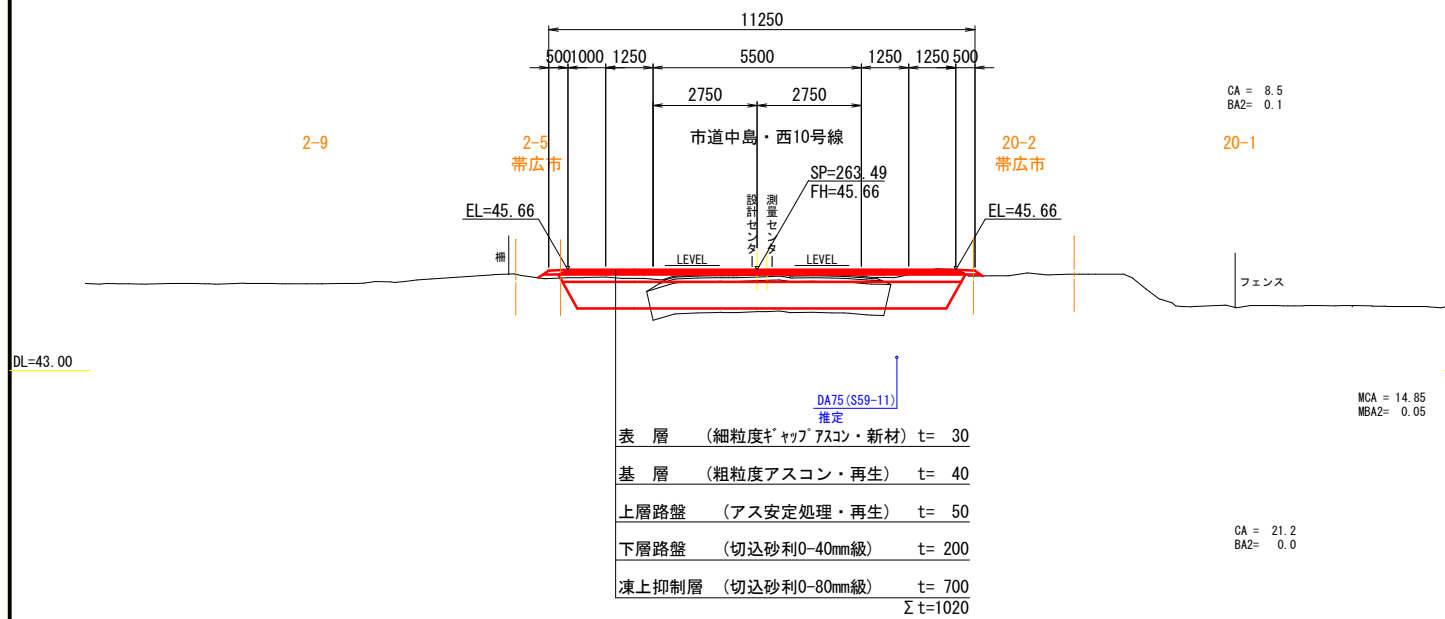 11250
500 1000 1250 5500 1250 1250 500
2750 2750
CA = 8.5
BA2= 0.1
2-9
2-5
帯広市
市道中島・西10号線
20-2
帯広市
20-1
SP=263.49
FH=45.66
設計センタ
測量センタ
EL=45.66
EL=45.66
柵
LEVEL
LEVEL
フェンス
DL=43.00
DA75(S59-11)
推定
MCA = 14.85
MBA2= 0.05
表 層 (細粒度ｷﾞｬｯﾌﾟｱｽｺﾝ・新材) t= 30
基 層 (粗粒度アスコン・再生) t= 40
上層路盤 (アス安定処理・再生) t= 50
下層路盤 (切込砂利0-40mm級) t= 200
凍上抑制層 (切込砂利0-80mm級) t= 700
Σt=1020
CA = 21.2
BA2= 0.0